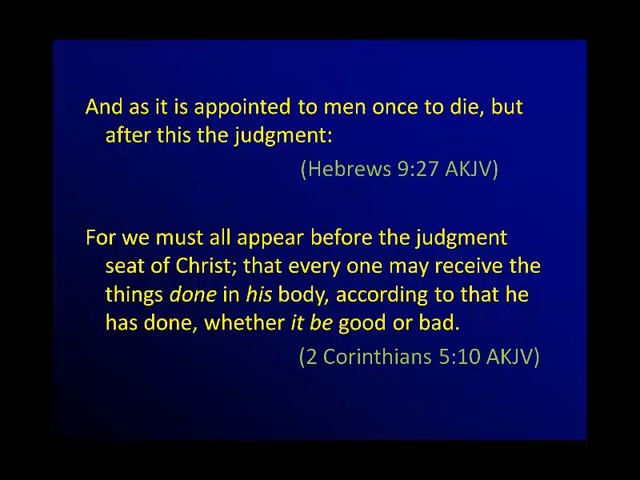 And as it is appointed to men once to die, but
after this the judgment:
(Hebrews 9:27 AKJV)
For we must all appear before the judgment
seat of Christ; that every one may receive the
things done in his body, according to that he
has done, whether it be good or bad.
(2 Corinthians 5:10 AKJV)